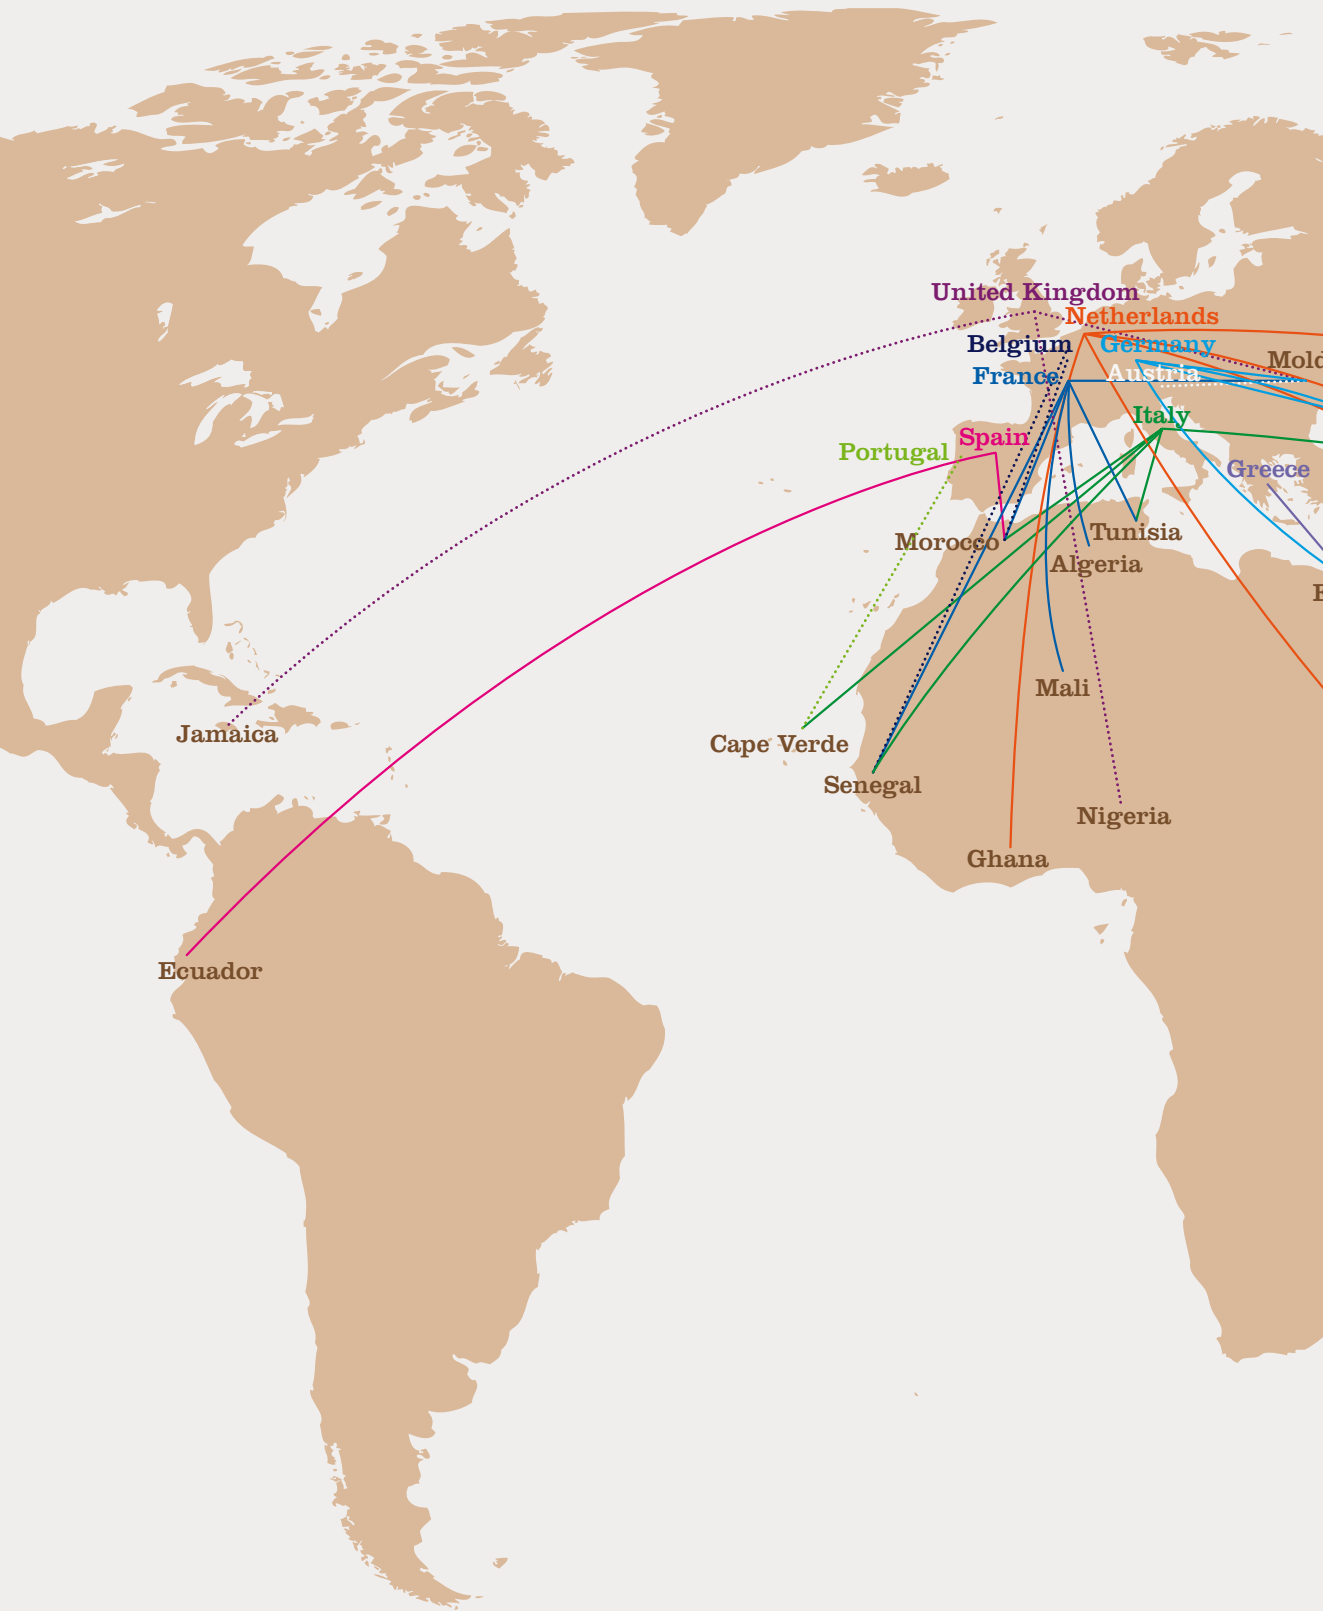 United Kingdom
Netherlands
Belgium
Germany
Mold
France
Austria
Italy
Spain
Portugal
Greece
Tunisia
Morocco
Algeria
E
Mali
Jamaica
Cape Verde
Senegal
Nigeria
Ghana
Ecuador